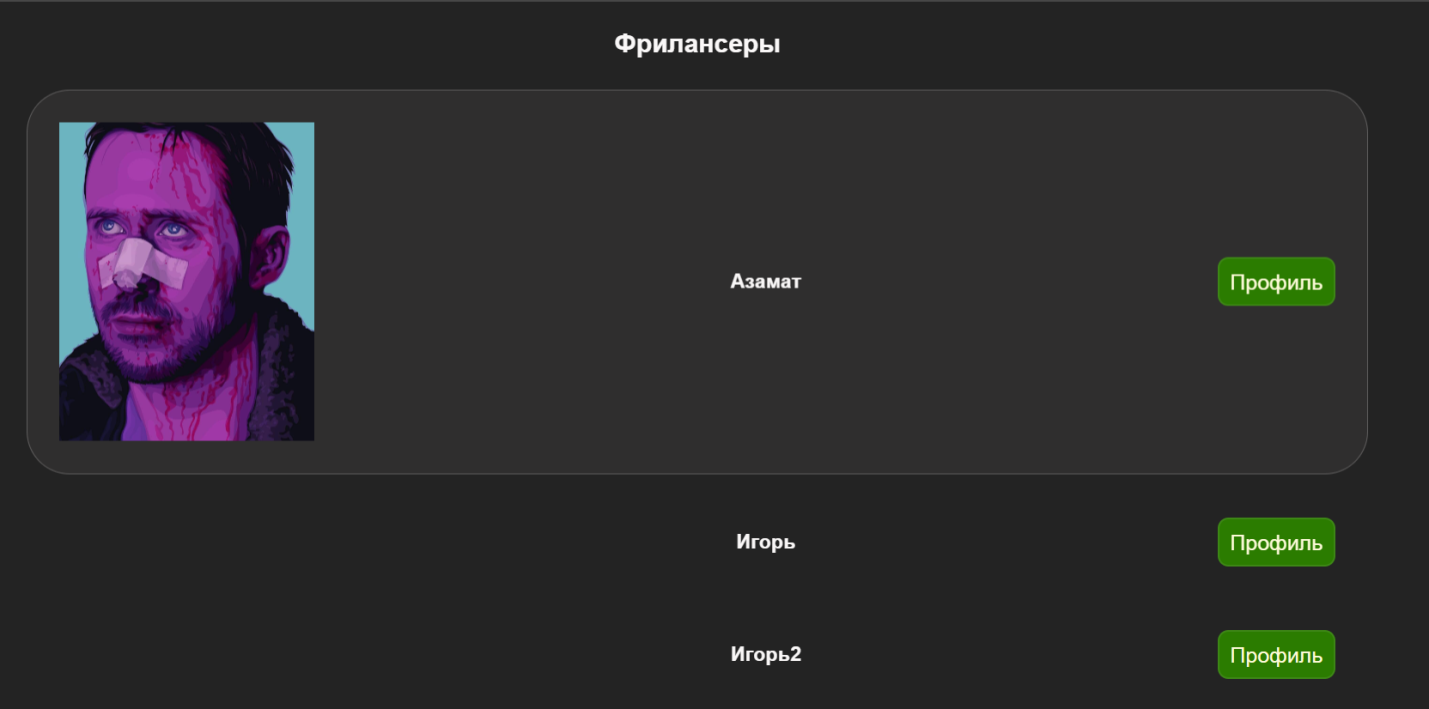 Фрилансеры
Азамат
Профиль
Игорь
Профиль
Игорь2
Профиль